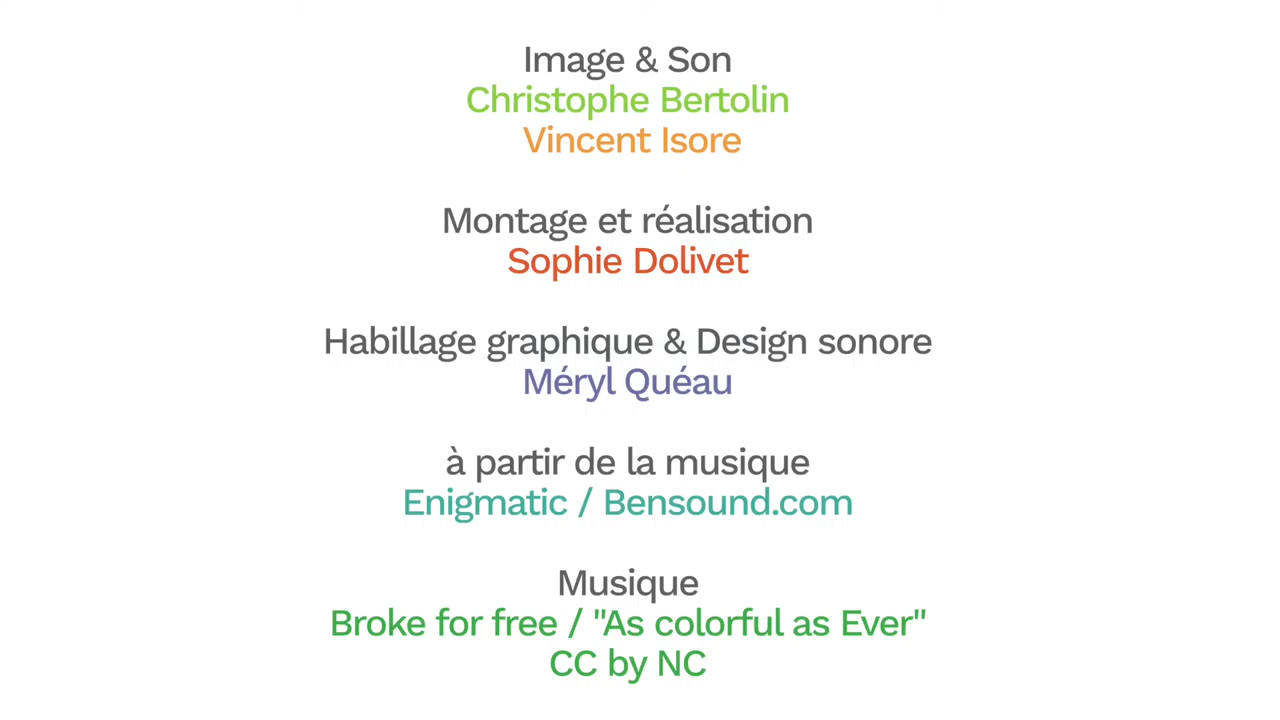 Image & Son
Christophe Bertolin
Vincent Isore
Montage et réalisation
Sophie Dolivet
Habillage graphique & Design sonore
Méryl Quéau
à partir de la musique
Enigmatic / Bensound.com
Musique
Broke for free / "As colorful as Ever"
CC by NC